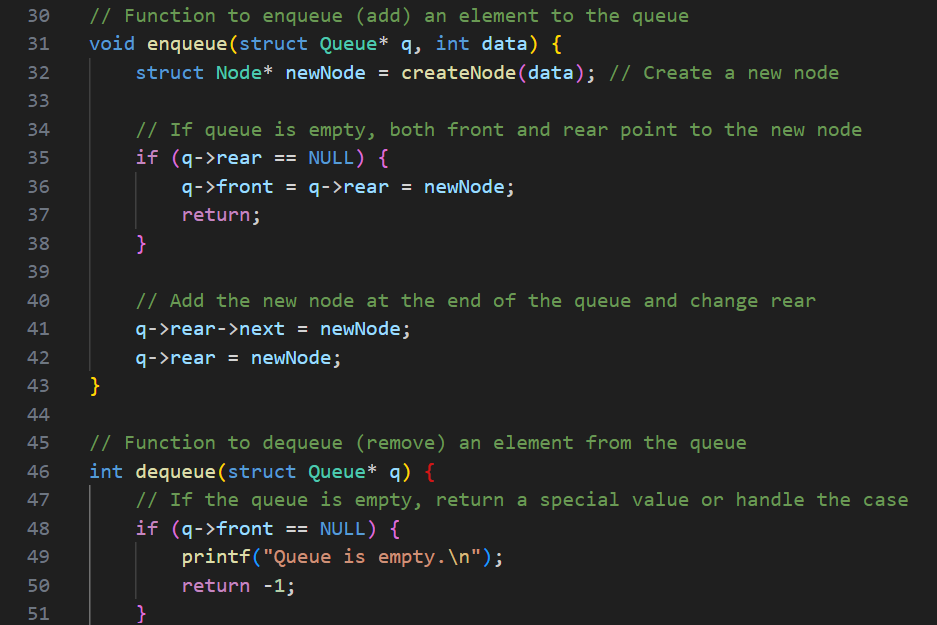 30 // Function to enqueue (add) an element to the queue
31 void enqueue(struct Queue* q, int data) {
32     struct Node* newNode = createNode(data); // Create a new node
33
34     // If queue is empty, both front and rear point to the new node
35     if (q->rear == NULL) {
36         q->front = q->rear = newNode;
37         return;
38     }
39
40     // Add the new node at the end of the queue and change rear
41     q->rear->next = newNode;
42     q->rear = newNode;
43 }
44
45 // Function to dequeue (remove) an element from the queue
46 int dequeue(struct Queue* q) {
47     // If the queue is empty, return a special value or handle the case
48     if (q->front == NULL) {
49         printf("Queue is empty.\n");
50         return -1;
51     }